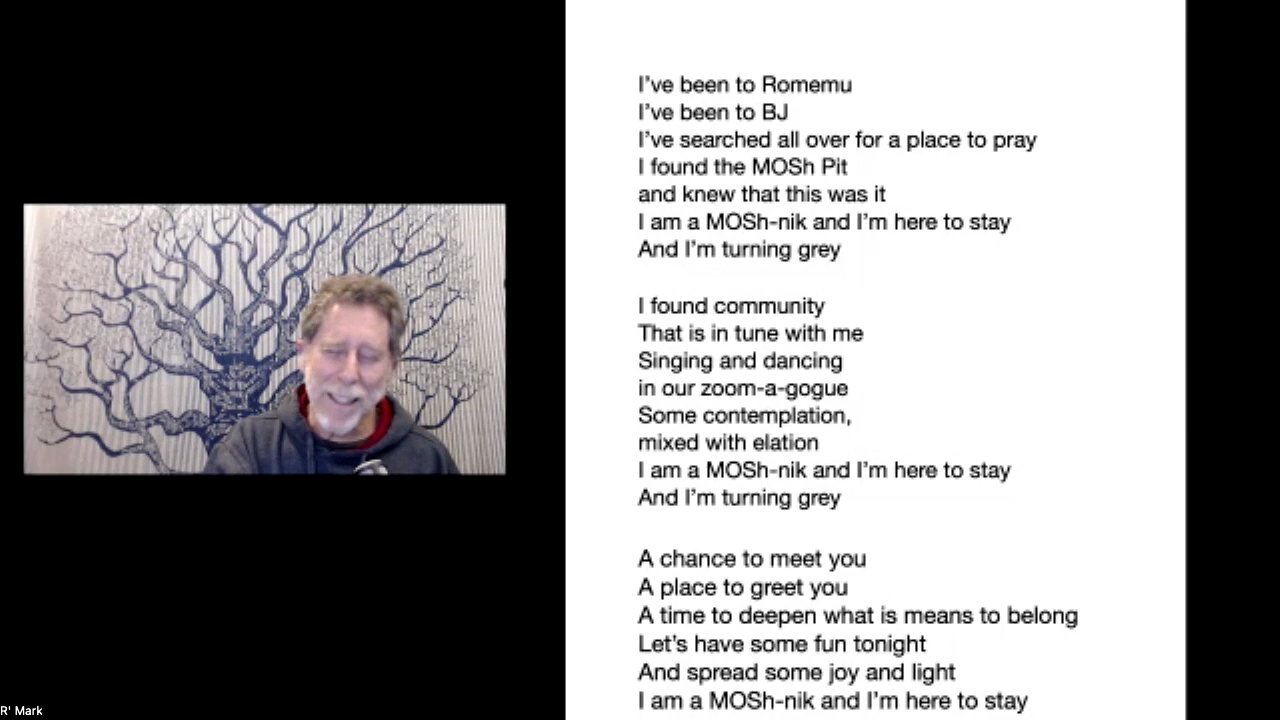 I've been to Romemu
I've been to BJ
I've searched all over for a place to pray
I found the MOSh Pit
and knew that this was it
I am a MOSh-nik and I'm here to stay
And I'm turning grey
I found community
That is in tune with me
Singing and dancing
in our zoom-a-gogue
Some contemplation,
mixed with elation
I am a MOSh-nik and I'm here to stay
And I'm turning grey
A chance to meet you
A place to greet you
A time to deepen what is means to belong
Let's have some fun tonight
And spread some joy and light
I am a MOSh-nik and I'm here to stay
R' Mark